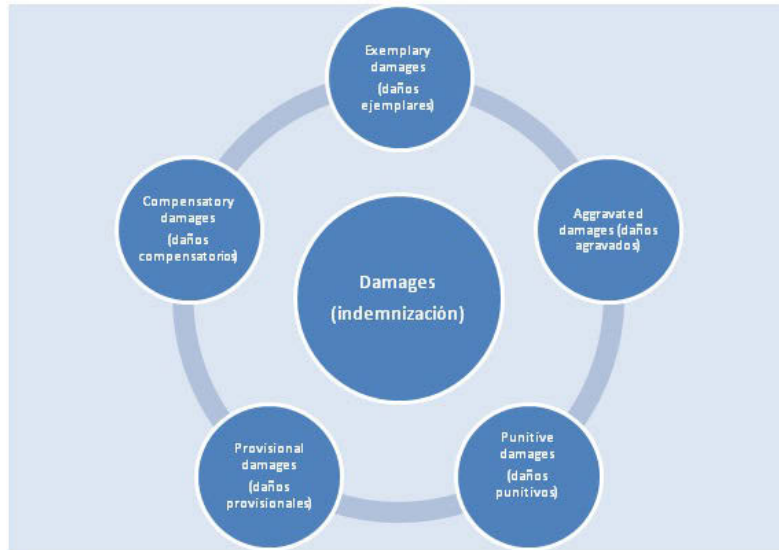 Exemplary
damages
(daños
ejemplares)
Compensatory
damages
(daños
compensatorios)
Aggravated
damages (daños
agravados)
Damages
(indemnización)
Provisional
damages
(daños
provisionales)
Punitive
damages
(daños
punitivos)